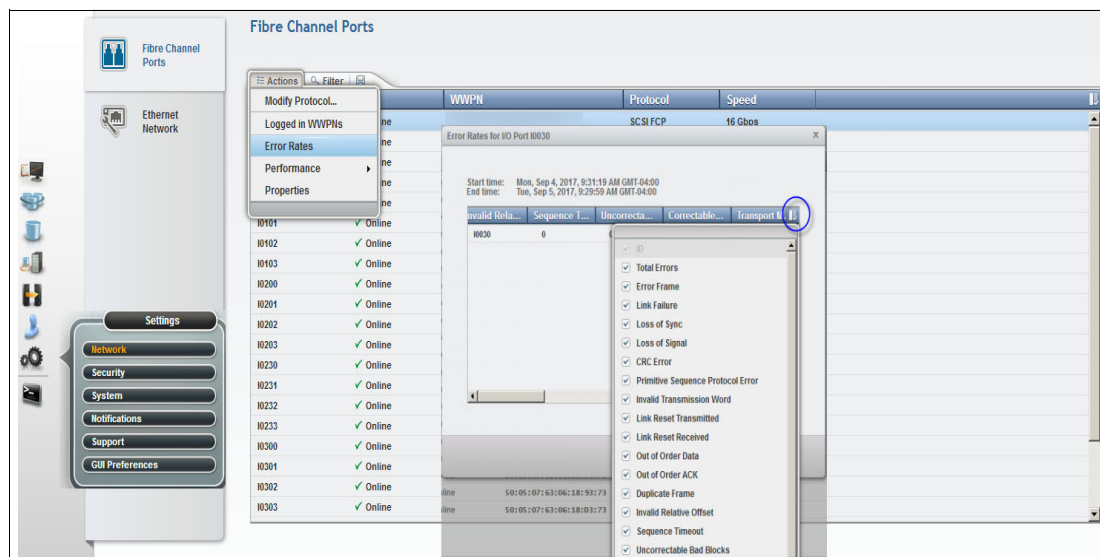 Fibre Channel Ports
Fibre Channel
Ports
Ethernet
Network
Actions Filter
WWPN Protocol Speed
Modify Protocol...
Logged in WWPNs
Error Rates
Performance
Properties
SCSI FCP 16 Gbps
Error Rates for I/O Port I0030 x
Start time: Mon, Sep 4, 2017, 9:31:19 AM GMT-04:00
End time: Tue, Sep 5, 2017, 9:29:59 AM GMT-04:00
nvalid Rela... Sequence T... Uncorrecta... Correctable... Transport
I0030 0
ID
Total Errors
Error Frame
Link Failure
Loss of Sync
Loss of Signal
CRC Error
Primitive Sequence Protocol Error
Invalid Transmission Word
Link Reset Transmitted
Link Reset Received
Out of Order Data
Out of Order ACK
Duplicate Frame
Invalid Relative Offset
Sequence Timeout
Uncorrectable Bad Blocks
I0101 Online
I0102 Online
I0103 Online
I0200 Online
I0201 Online
I0202 Online
I0203 Online
I0230 Online
I0231 Online
I0232 Online
I0233 Online
I0300 Online
I0301 Online
I0302 Online
I0303 Online
nline 50:05:07:63:06:18:93:73
nline 50:05:07:63:06:18:D3:73
Settings
Network
Security
System
Notifications
Support
GUI Preferences